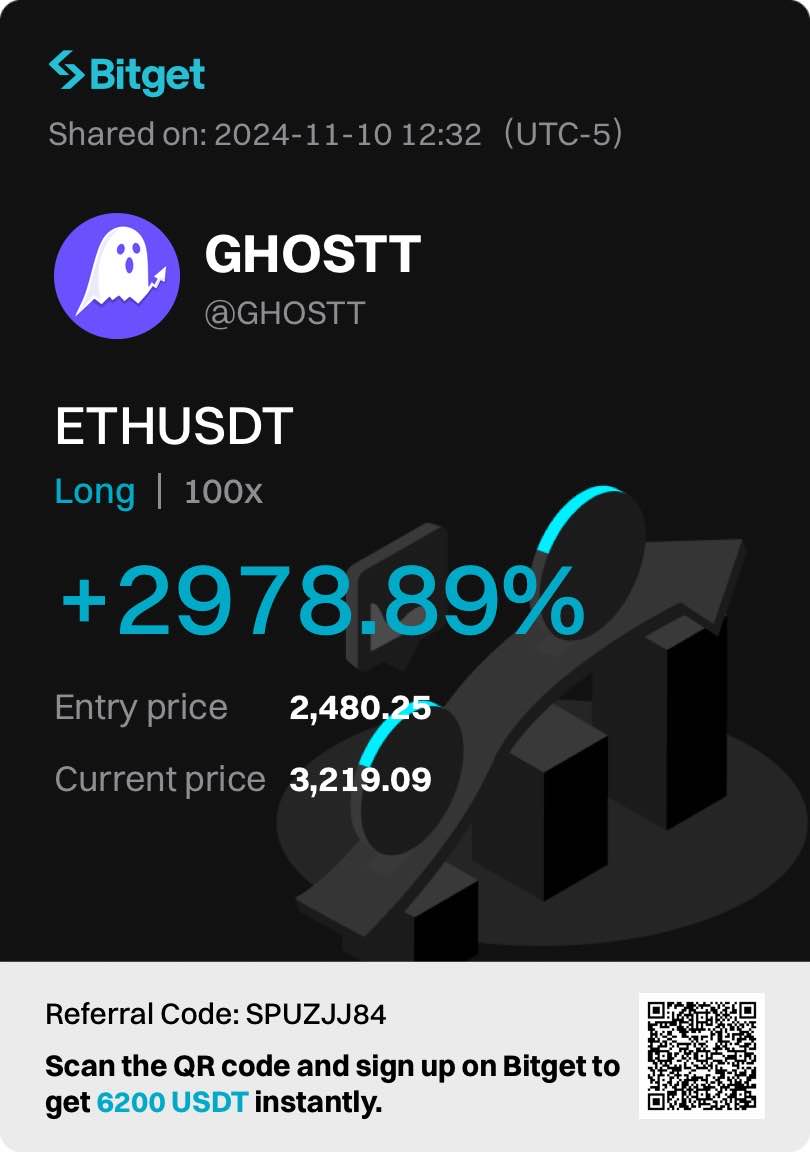 Bitget
Shared on: 2024-11-10 12:32 (UTC-5)
GHOSTT
@GHOSTT
ETHUSDT
Long | 100x
+2978.89%
Entry price 2,480.25
Current price 3,219.09
Referral Code: SPUZJJ84
Scan the QR code and sign up on Bitget to
get 6200 USDT instantly.